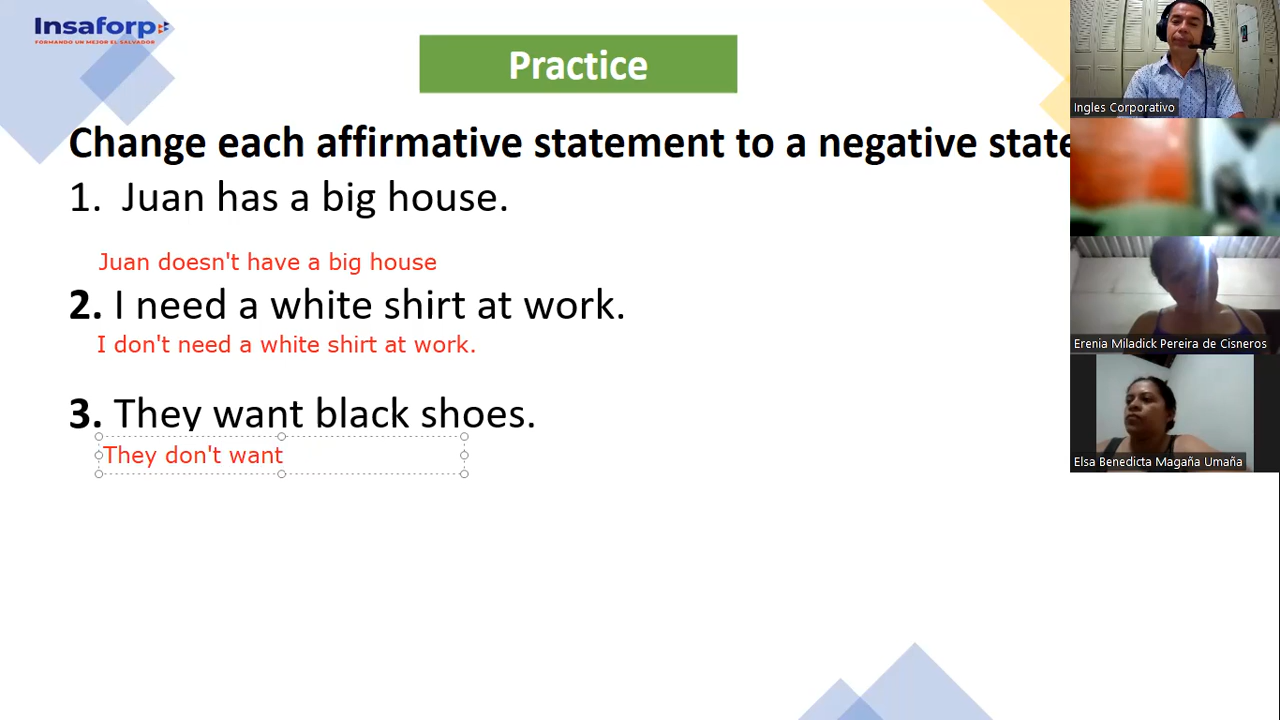 Insaforp
FORMANDO UN MEJOR EL SALVADOR
Practice
Change each affirmative statement to a negative state
1. Juan has a big house.
Juan doesn't have a big house
2. I need a white shirt at work.
I don't need a white shirt at work.
3. They want black shoes.
They don't want
Ingles Corporativo
Erenia Miladick Pereira de Cisneros
Elsa Benedicta Magaña Umaña